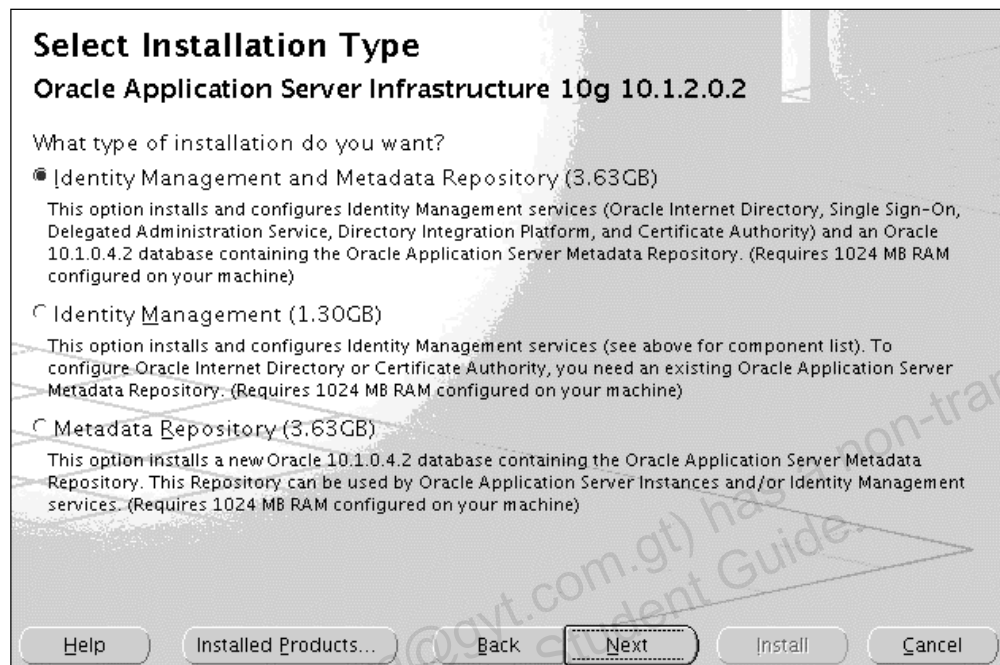 Select Installation Type
Oracle Application Server Infrastructure 10g 10.1.2.0.2
What type of installation do you want?
Identity Management and Metadata Repository (3.63GB)
This option installs and configures Identity Management services (Oracle Internet Directory, Single Sign-On,
Delegated Administration Service, Directory Integration Platform, and Certificate Authority) and an Oracle
10.1.0.4.2 database containing the Oracle Application Server Metadata Repository. (Requires 1024 MB RAM
configured on your machine)
Identity Management (1.30GB)
This option installs and configures Identity Management services (see above for component list). To
configure Oracle Internet Directory or Certificate Authority, you need an existing Oracle Application Server
Metadata Repository. (Requires 1024 MB RAM configured on your machine)
Metadata Repository (3.63GB)
This option installs a new Oracle 10.1.0.4.2 database containing the Oracle Application Server Metadata
Repository. This Repository can be used by Oracle Application Server Instances and/or Identity Management
services. (Requires 1024 MB RAM configured on your machine)
@gyt.com.gt) has a non-tran
Student Guide.
Help
Installed Products...
Back
Next
Install
Cancel